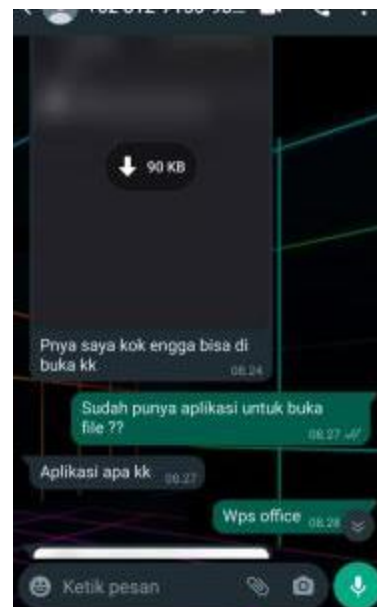 90 KB
Pnya saya kok engga bisa di
buka kk
08.24
Sudah punya aplikasi untuk buka
file ??
08.27
Aplikasi apa kk 08.27
Wps office 08.28
Ketik pesan